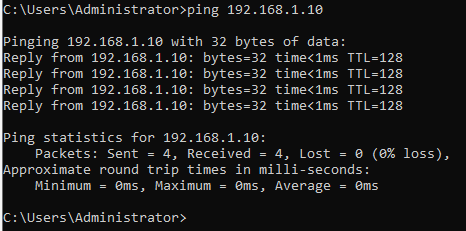 C:\Users\Administrator>ping 192.168.1.10
Pinging 192.168.1.10 with 32 bytes of data:
Reply from 192.168.1.10: bytes=32 time<1ms TTL=128
Reply from 192.168.1.10: bytes=32 time<1ms TTL=128
Reply from 192.168.1.10: bytes=32 time<1ms TTL=128
Reply from 192.168.1.10: bytes=32 time<1ms TTL=128
Ping statistics for 192.168.1.10:
    Packets: Sent = 4, Received = 4, Lost = 0 (0% loss),
Approximate round trip times in milli-seconds:
    Minimum = 0ms, Maximum = 0ms, Average = 0ms
C:\Users\Administrator>